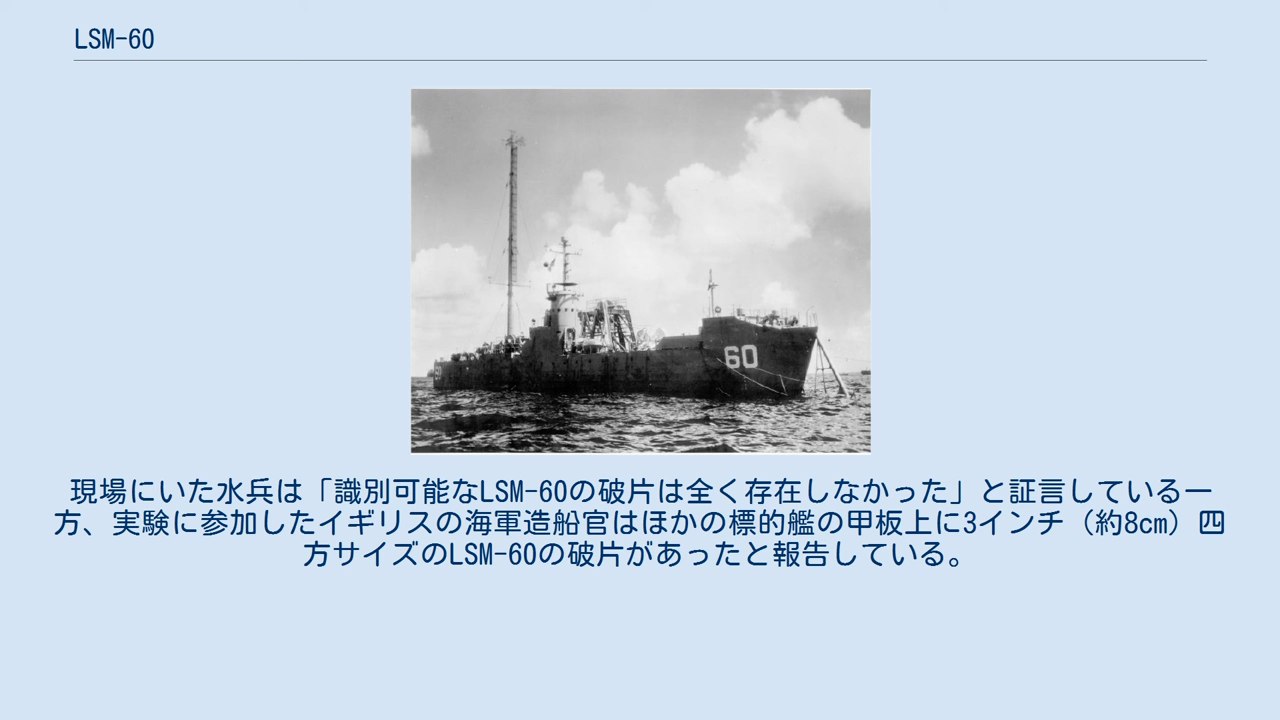 LSM-60
60
現場にいた水兵は「識別可能なLSM-60の破片は全く存在しなかった」と証言している一
方、実験に参加したイギリスの海軍造船官はほかの標的艦の甲板上に3インチ（約8cm）四
方サイズのLSM-60の破片があったと報告している。